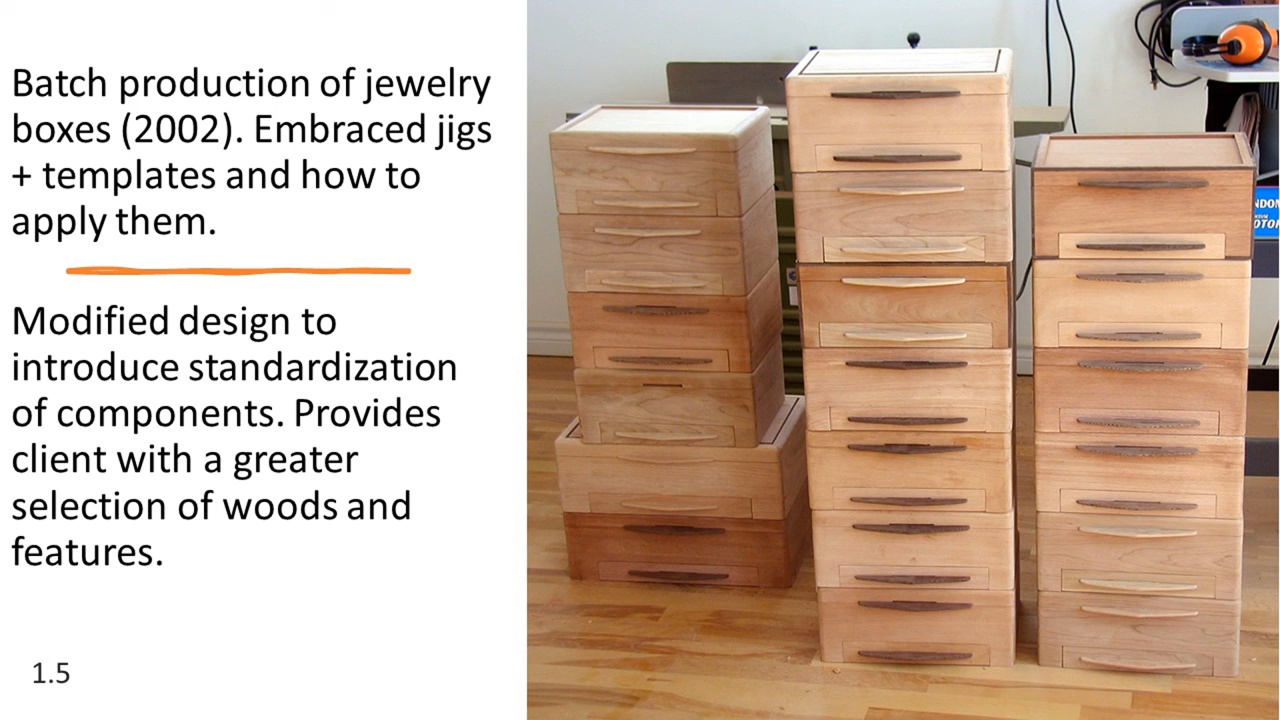 Batch production of jewelry
boxes (2002). Embraced jigs
+ templates and how to
apply them.
Modified design to
introduce standardization
of components. Provides
client with a greater
selection of woods and
features.
1.5